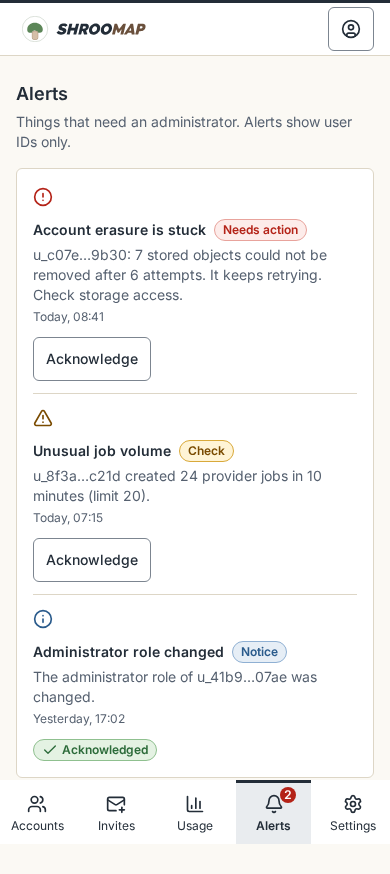 SHROOMAP
Alerts
Things that need an administrator. Alerts show user
IDs only.
Account erasure is stuck Needs action
u_c07e…9b30: 7 stored objects could not be
removed after 6 attempts. It keeps retrying.
Check storage access.
Today, 08:41
Acknowledge
Unusual job volume Check
u_8f3a…c21d created 24 provider jobs in 10
minutes (limit 20).
Today, 07:15
Acknowledge
Administrator role changed Notice
The administrator role of u_41b9…07ae was
changed.
Yesterday, 17:02
Acknowledged
2
Accounts Invites Usage Alerts Settings